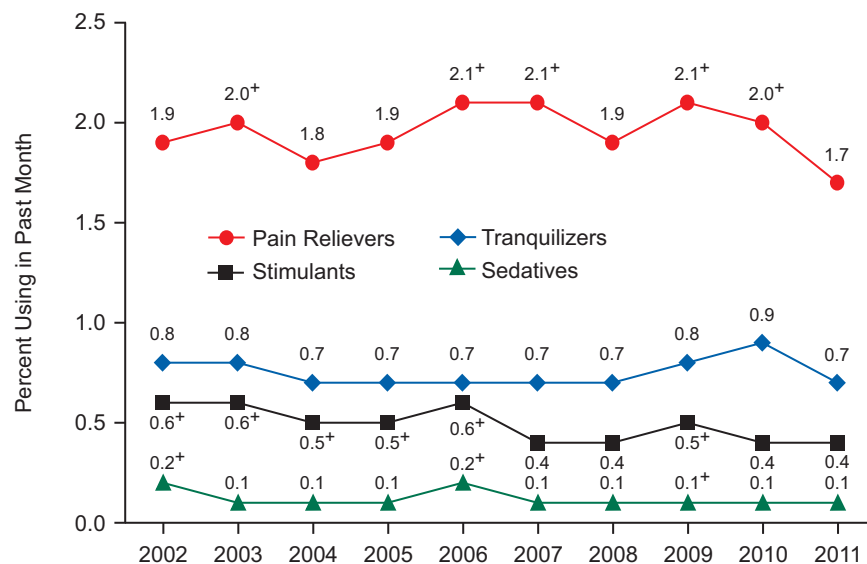 2.5
2.1+ 2.1+ 2.1+
2.0+ 2.0+
1.9 1.9 1.9
1.8
2.0
1.7
Percent Using in Past Month
1.5
Pain Relievers Tranquilizers
Stimulants Sedatives
1.0
0.9
0.8 0.8 0.8
0.7 0.7 0.7 0.7 0.7 0.7
0.5
0.6+ 0.6+ 0.5+ 0.5+ 0.6+ 0.5+
0.2+ 0.2+ 0.4 0.4 0.4 0.4
0.1 0.1 0.1 0.1 0.1 0.1+ 0.1 0.1
0.0
2002 2003 2004 2005 2006 2007 2008 2009 2010 2011